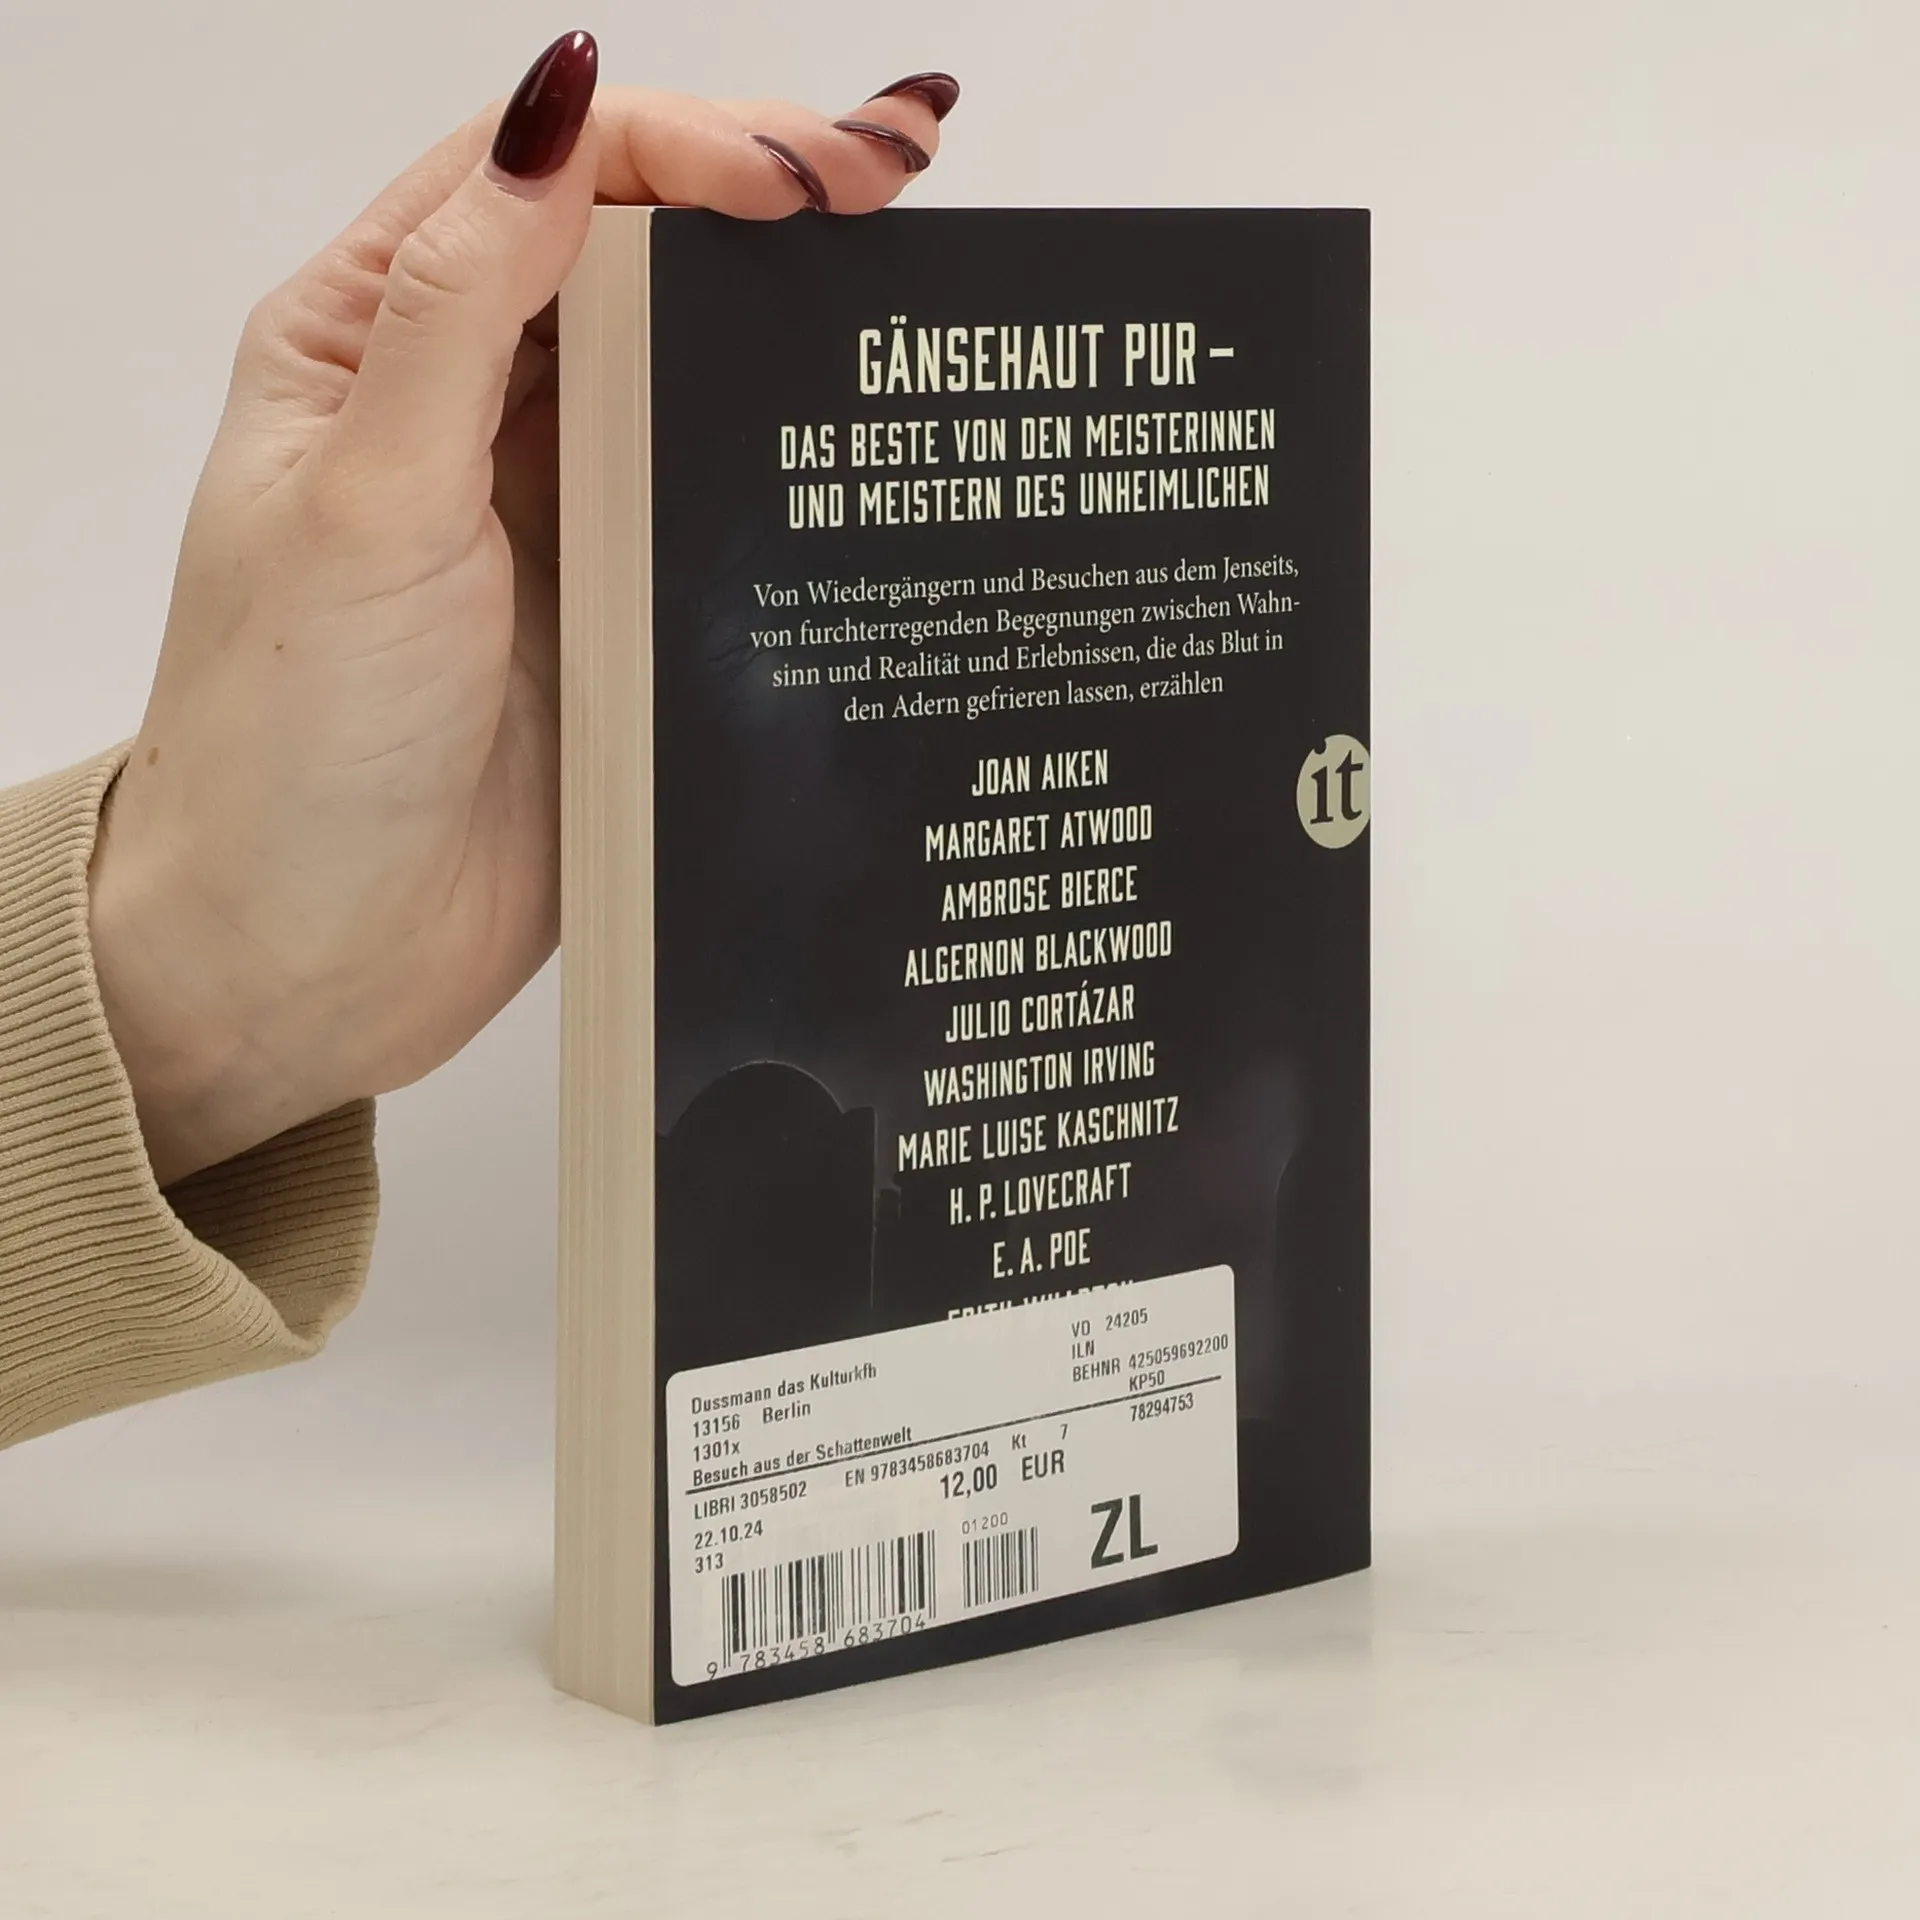 GÄNSEHAUT PUR –
DAS BESTE VON DEN MEISTERINNEN
UND MEISTERN DES UNHEIMLICHEN
Von Wiedergängern und Besuchen aus dem Jenseits,
von furchterregenden Begegnungen zwischen Wahn-
sinn und Realität und Erlebnissen, die das Blut in
den Adern gefrieren lassen, erzählen
JOAN AIKEN
MARGARET ATWOOD
AMBROSE BIERCE
ALGERNON BLACKWOOD
JULIO CORTÁZAR
WASHINGTON IRVING
MARIE LUISE KASCHNITZ
H. P. LOVECRAFT
E. A. POE
EDITH WHARTON
it
Dussmann das Kulturkfh
13156 Berlin
1301x
Besuch aus der Schattenwelt
VD 24205
ILN
BEHNR 425059692200
KP50
LIBRI 3058502 EN 9783458683704 Kt 7 78294753
12,00 EUR
22.10.24
313
01200
ZL
9 783458 683704